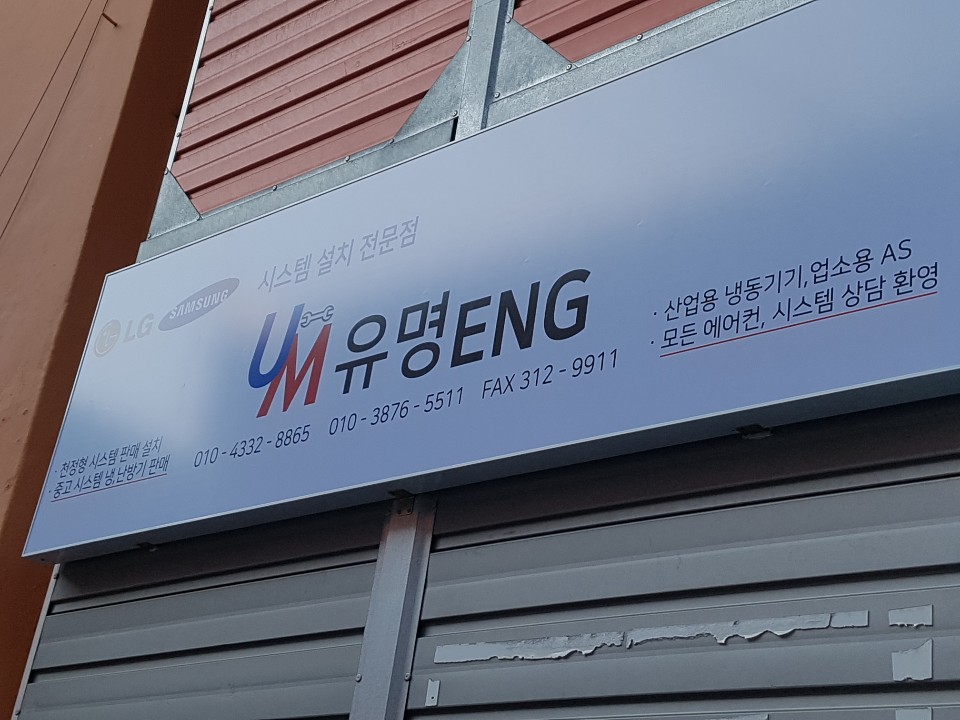 LG SAMSUNG 시스템 설치 전문점
UM 유명ENG
010 - 4332 - 8865 010 - 3876 - 5511 FAX 312 - 9911
· 천정형 시스템 판매 설치
· 중고 시스템 냉,난방기 판매
· 산업용 냉동기기,업소용 AS
· 모든 에어컨, 시스템 상담 환영